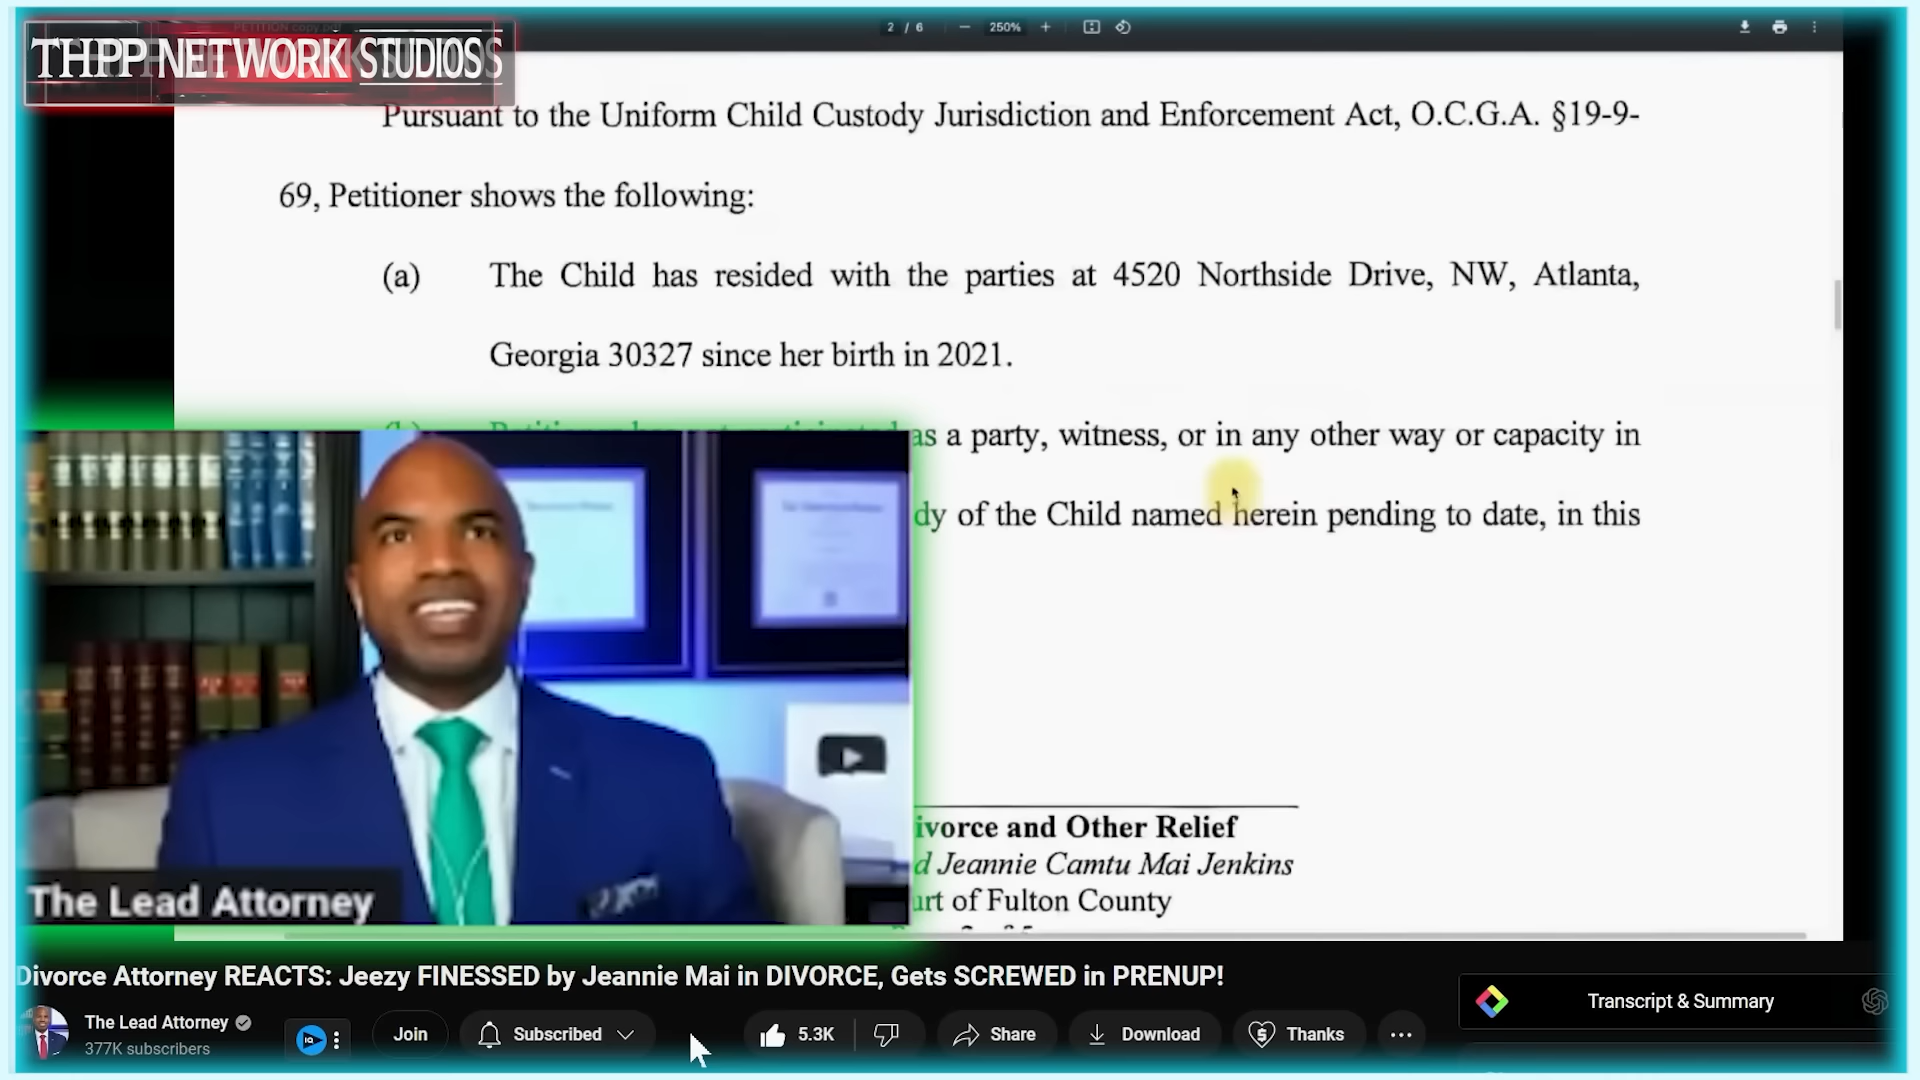 THPP NETWORK STUDIOS
2 / 6
250%
Pursuant to the Uniform Child Custody Jurisdiction and Enforcement Act, O.C.G.A. §19-9-
69, Petitioner shows the following:
(a) The Child has resided with the parties at 4520 Northside Drive, NW, Atlanta,
Georgia 30327 since her birth in 2021.
as a party, witness, or in any other way or capacity in
dy of the Child named herein pending to date, in this
ivorce and Other Relief
d Jeannie Camtu Mai Jenkins
urt of Fulton County
The Lead Attorney
Divorce Attorney REACTS: Jeezy FINESSED by Jeannie Mai in DIVORCE, Gets SCREWED in PRENUP!
The Lead Attorney
377K subscribers
IQ
Join
Subscribed
5.3K
Share
Download
Thanks
Transcript & Summary